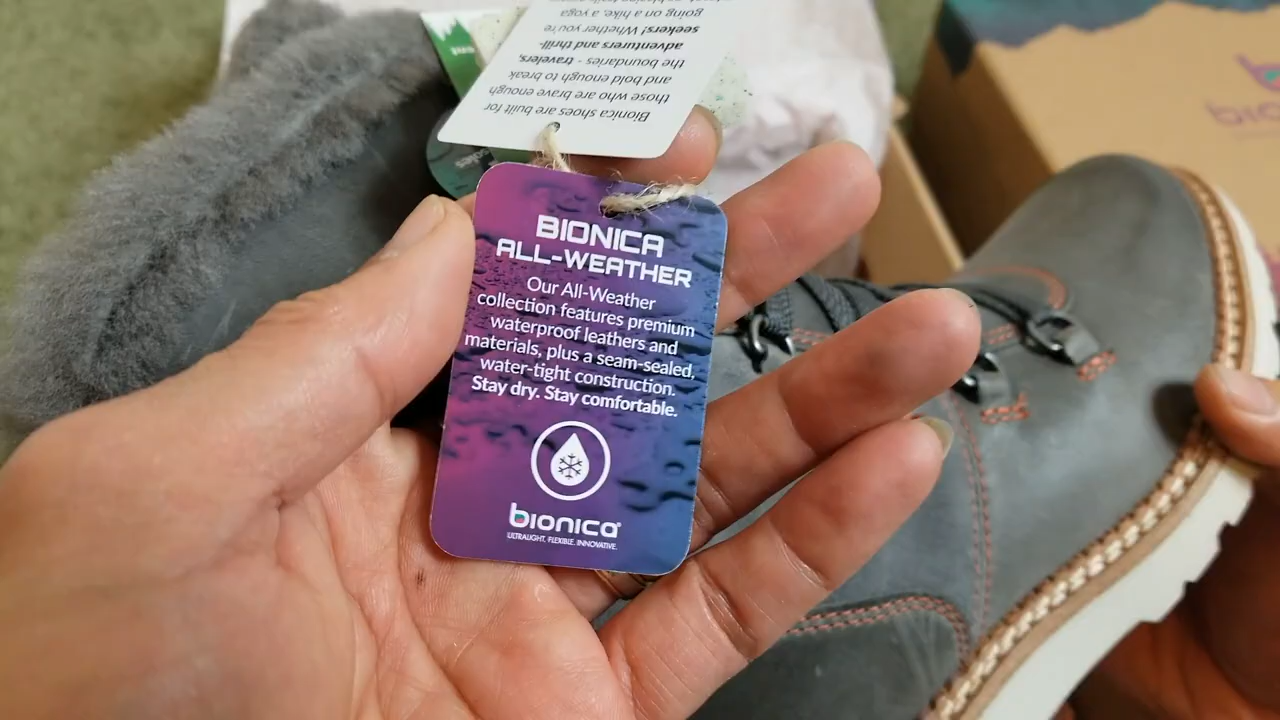 Bionica shoes are built for
those who are brave enough
and bold enough to break
the boundaries - travelers,
adventurers and thrill-
seekers! Whether you're
going on a hike, a yoga
BIONICA
ALL-WEATHER
Our All-Weather
collection features premium
waterproof leathers and
materials, plus a seam-sealed,
water-tight construction.
Stay dry. Stay comfortable.
bionica
ULTRALIGHT. FLEXIBLE. INNOVATIVE.